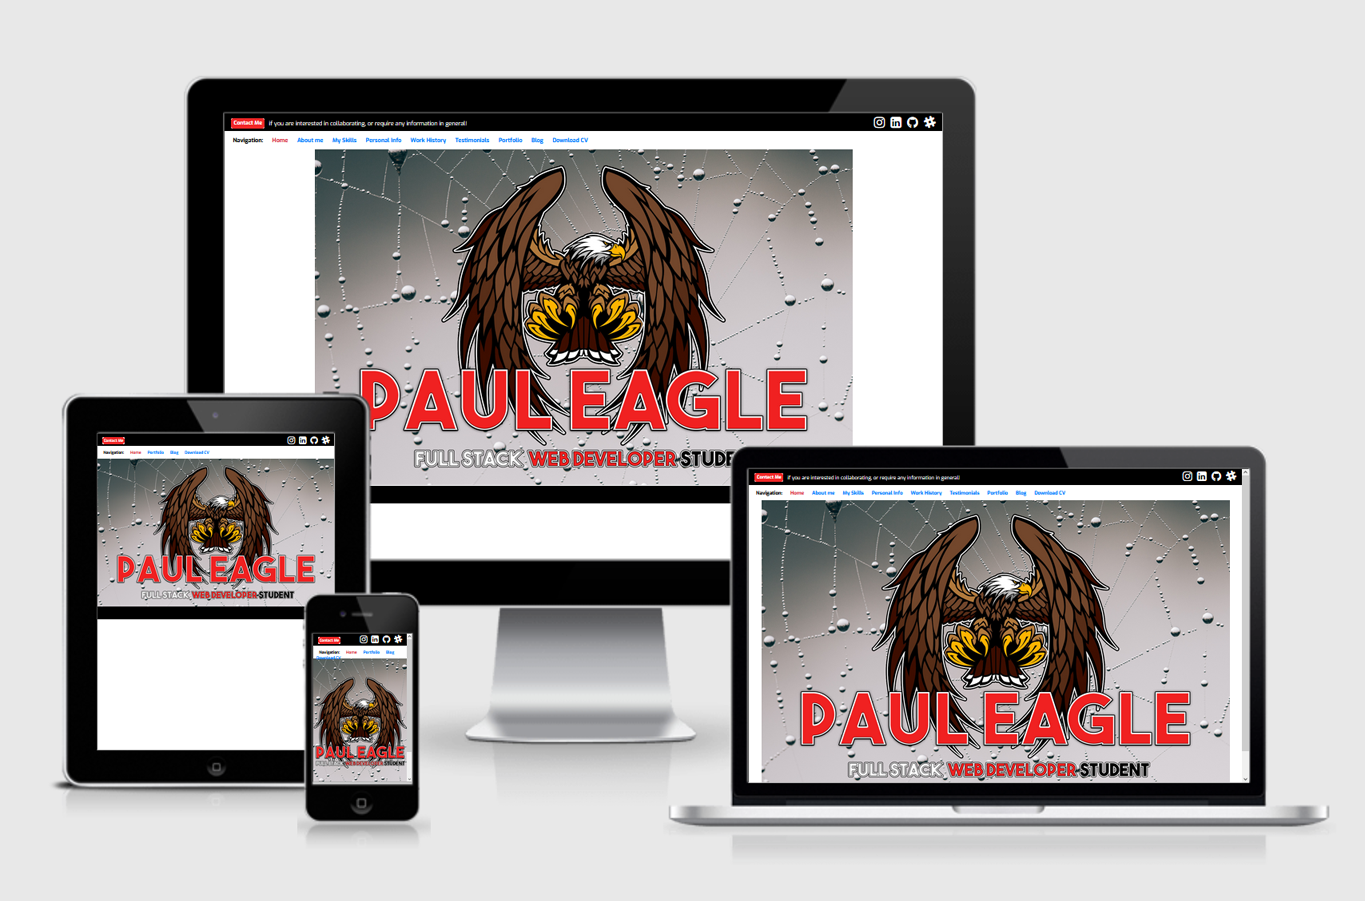 Contact Me if you are interested in collaborating, or require any information in general!
Navigation: Home About me My Skills Personal Info Work History Testimonials Portfolio Blog Download CV
PAUL EAGLE
FULL STACK WEB DEVELOPER-STUDE
Contact Me
Navigation: Home Portfolio Blog Download CV
PAUL EAGLE
FULL STACK WEB DEVELOPER-STUDENT
Contact Me
Navigation: Home Portfolio Blog
Download CV
PAUL EAGLE
FULL STACK WEB DEVELOPER-STUDENT
Contact Me if you are interested in collaborating, or require any information in general!
Navigation: Home About me My Skills Personal Info Work History Testimonials Portfolio Blog Download CV
PAUL EAGLE
FULL STACK WEB DEVELOPER-STUDENT